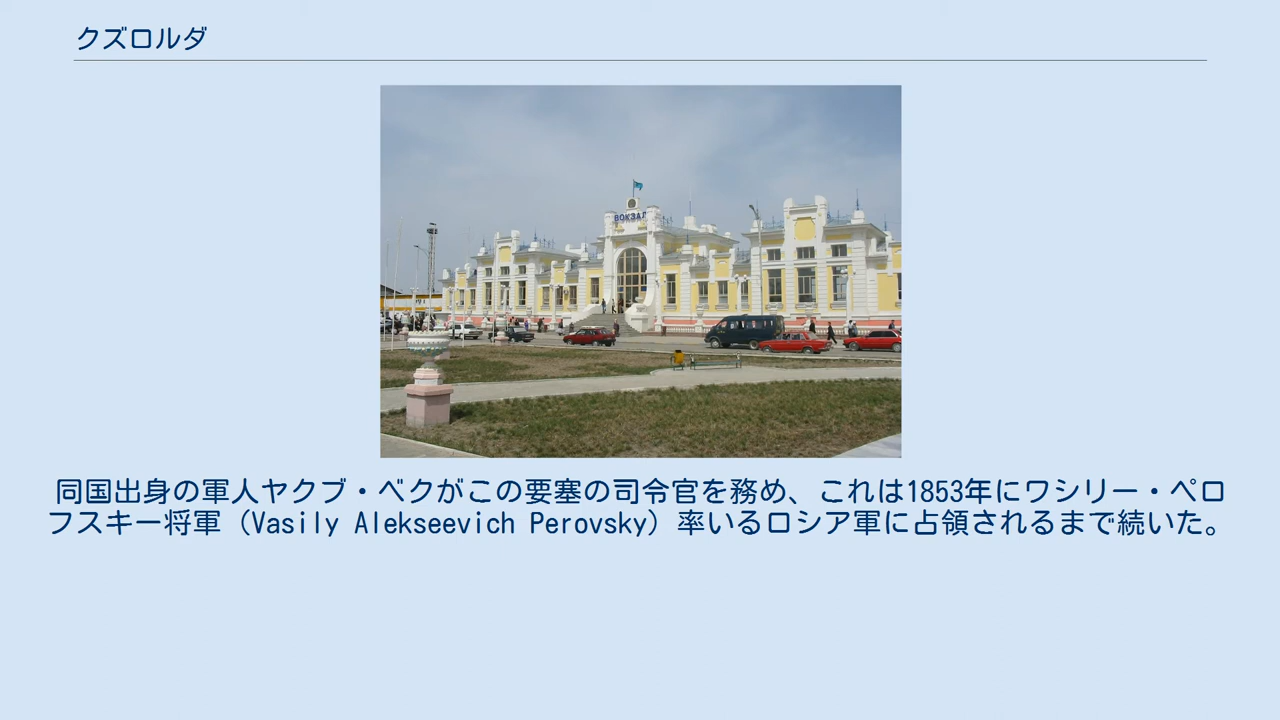 クズロルダ
ВОКЗАЛ
同国出身の軍人ヤクブ・ベクがこの要塞の司令官を務め、これは1853年にワシリー・ペロ
フスキー将軍（Vasily Alekseevich Perovsky）率いるロシア軍に占領されるまで続いた。